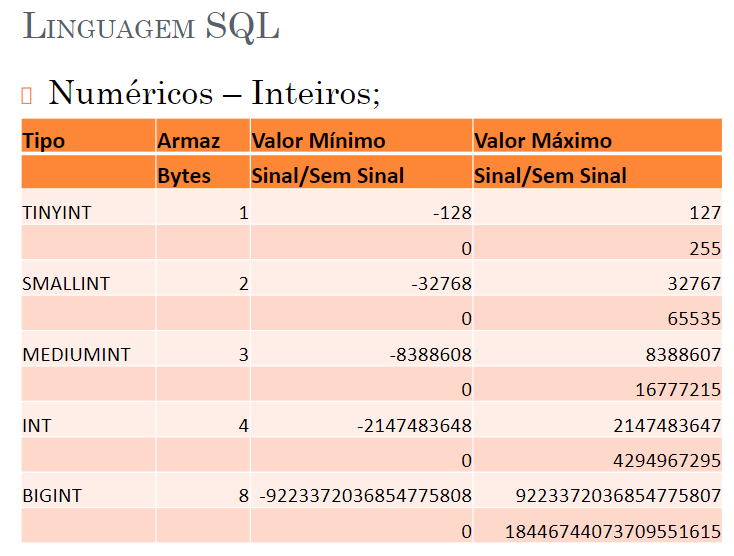 LINGUAGEM SQL
Numéricos – Inteiros;
Tipo Armaz Valor Mínimo Valor Máximo
Bytes Sinal/Sem Sinal Sinal/Sem Sinal
TINYINT 1 -128 127
0 255
SMALLINT 2 -32768 32767
0 65535
MEDIUMINT 3 -8388608 8388607
0 16777215
INT 4 -2147483648 2147483647
0 4294967295
BIGINT 8 -9223372036854775808 9223372036854775807
0 18446744073709551615